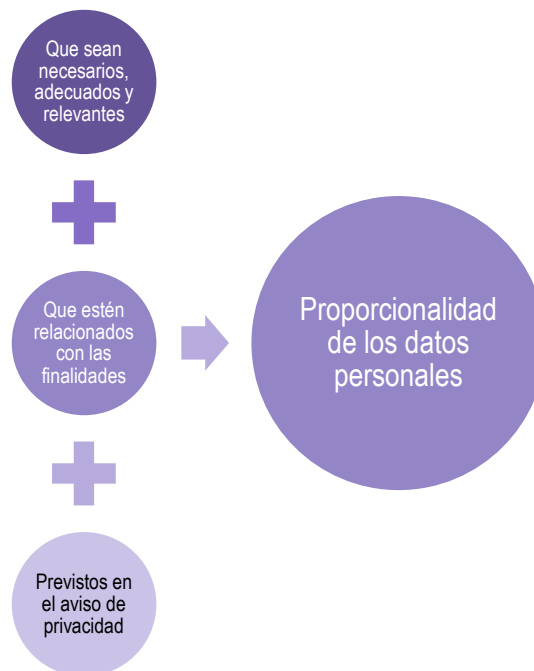 Que sean
necesarios,
adecuados y
relevantes
Que estén
relacionados
con las
finalidades
Proporcionalidad
de los datos
personales
Previstos en
el aviso de
privacidad